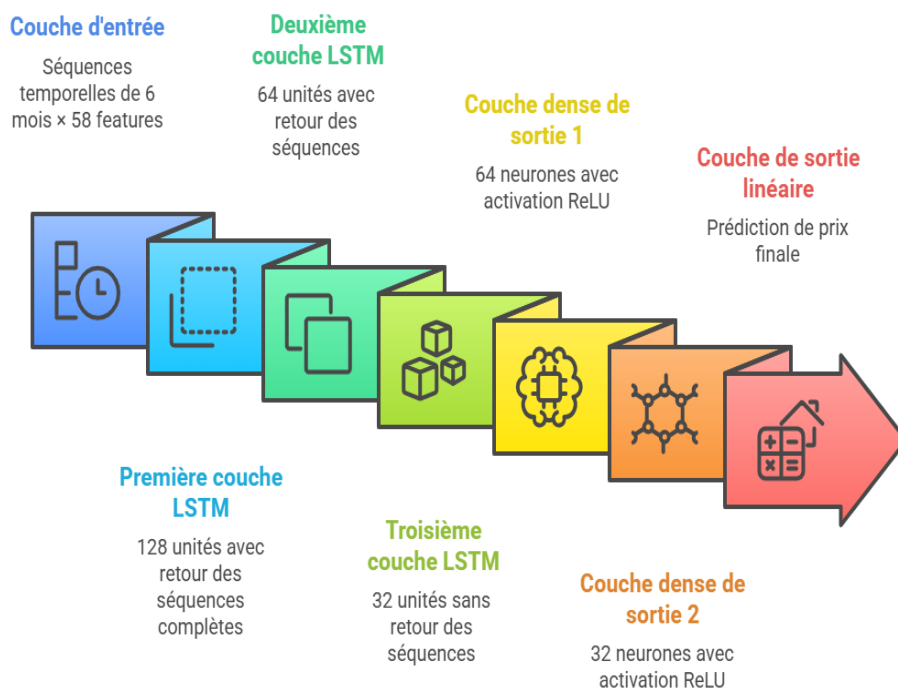 Couche d'entrée
Séquences
temporelles de 6
mois × 58 features
Première couche
LSTM
128 unités avec
retour des
séquences
complètes
Deuxième
couche LSTM
64 unités avec
retour des
séquences
Troisième
couche LSTM
32 unités sans
retour des
séquences
Couche dense de
sortie 1
64 neurones avec
activation ReLU
Couche dense de
sortie 2
32 neurones avec
activation ReLU
Couche de sortie
linéaire
Prédiction de prix
finale